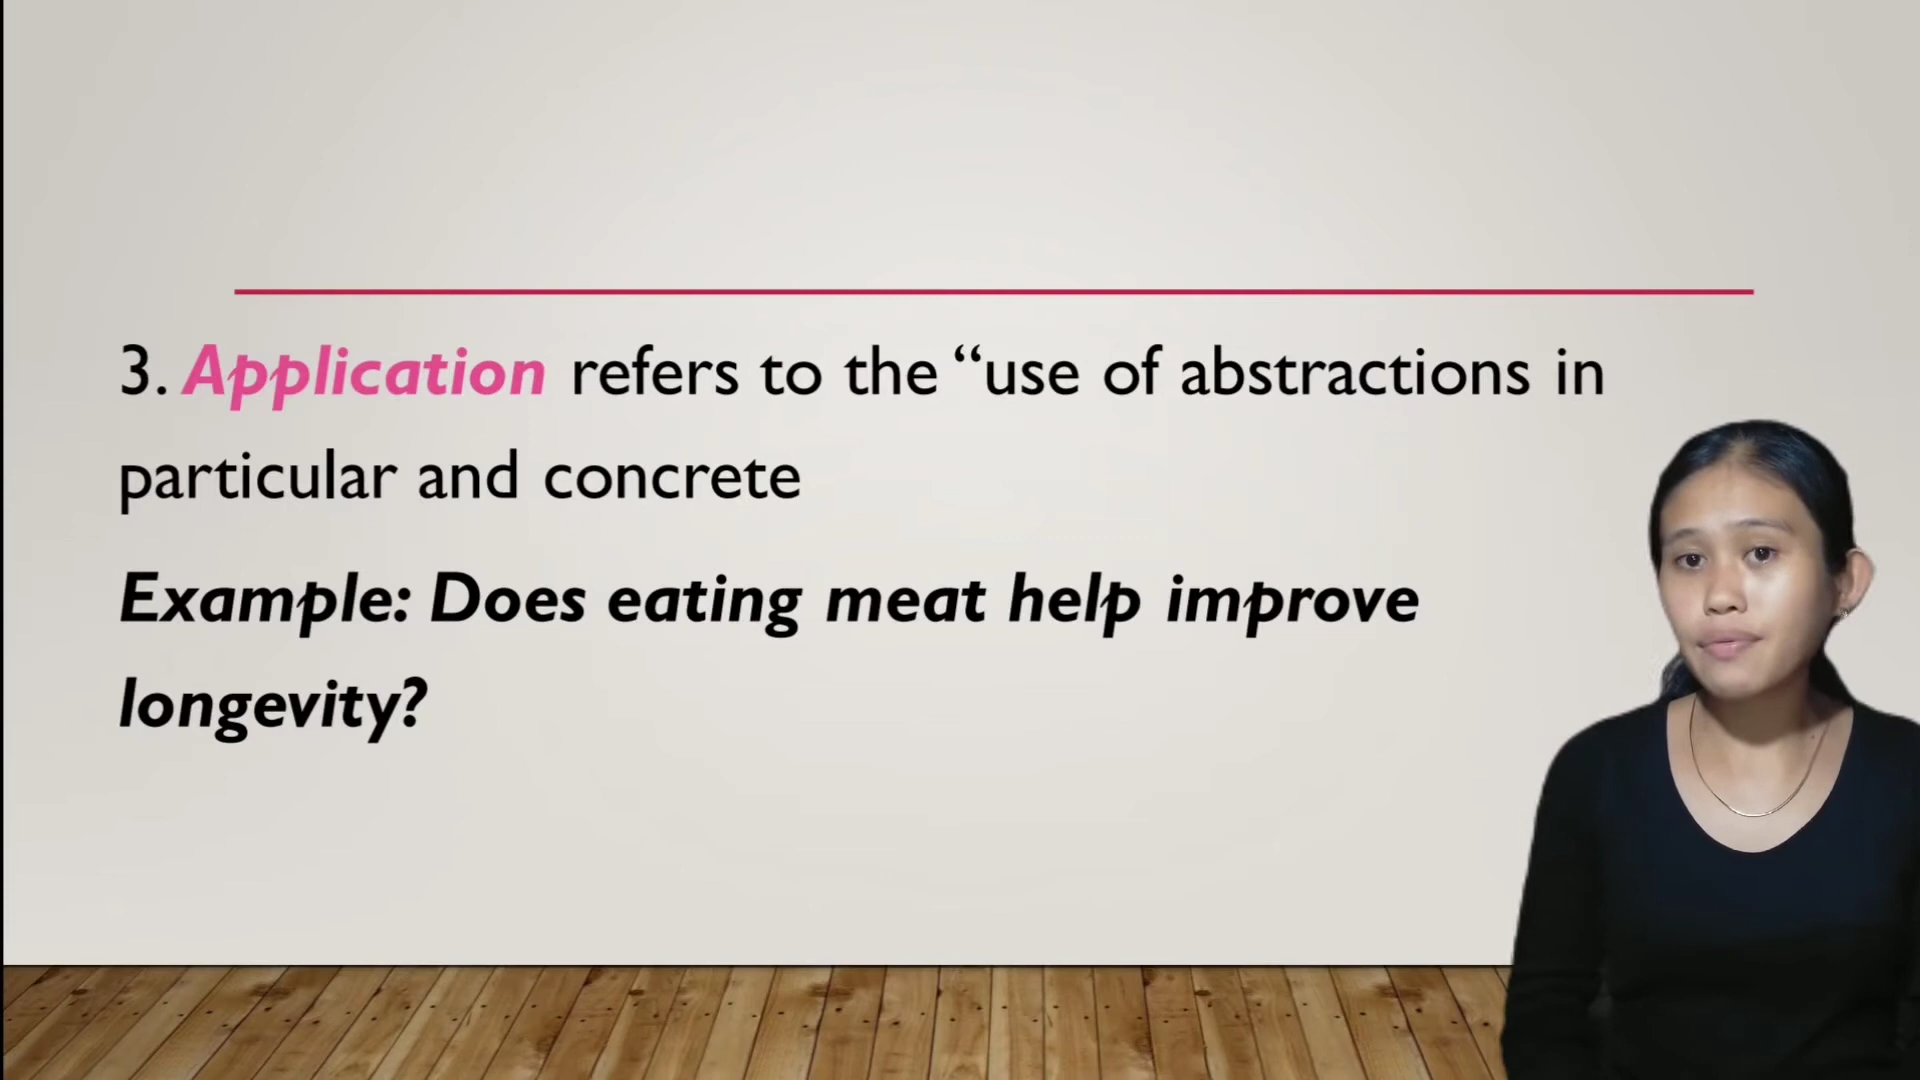 3. Application refers to the “use of abstractions in
particular and concrete
Example: Does eating meat help improve
longevity?